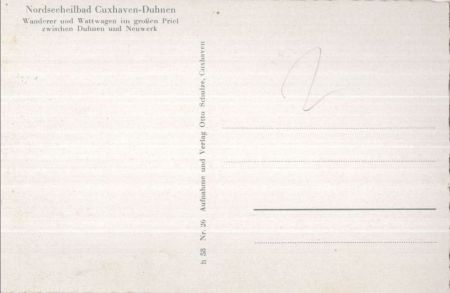 Nordseeheilbad Cuxhaven-Duhnen
Wanderer und Wattwagen im großen Priel
zwischen Duhnen und Neuwerk
h 58 Nr. 26 Aufnahme und Verlag Otto Schulze, Cuxhaven
2